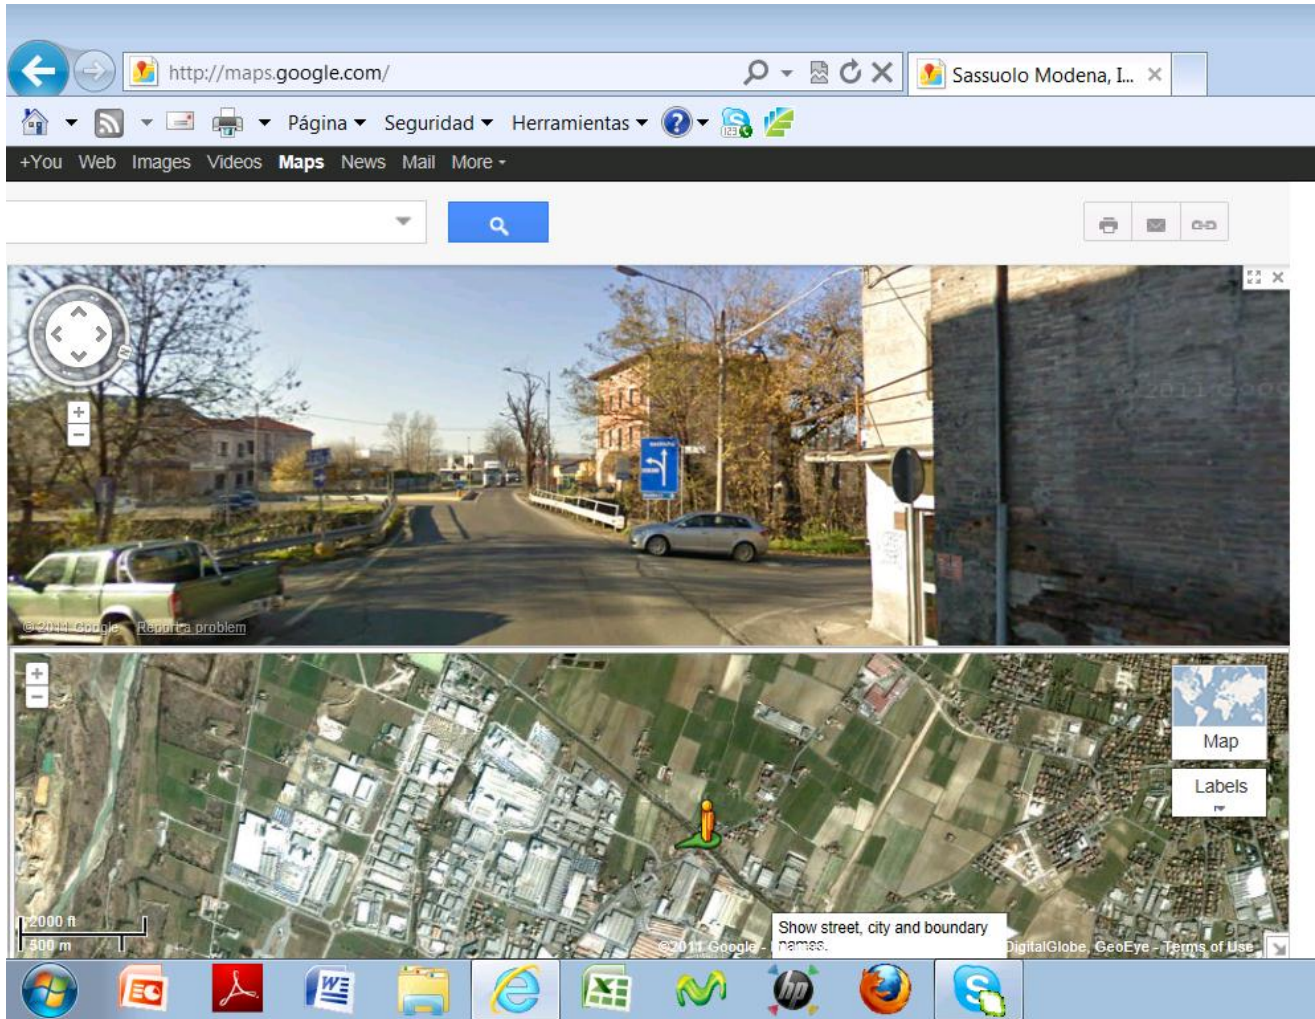 http://maps.google.com/
Sassuolo Modena, I...
Página
Seguridad
Herramientas
+You Web Images Videos Maps News Mail More
© 2011 Google
Report a problem
Map
Labels
2000 ft
500 m
Show street, city and boundary
names.
©2011 Google -
DigitalGlobe, GeoEye - Terms of Use